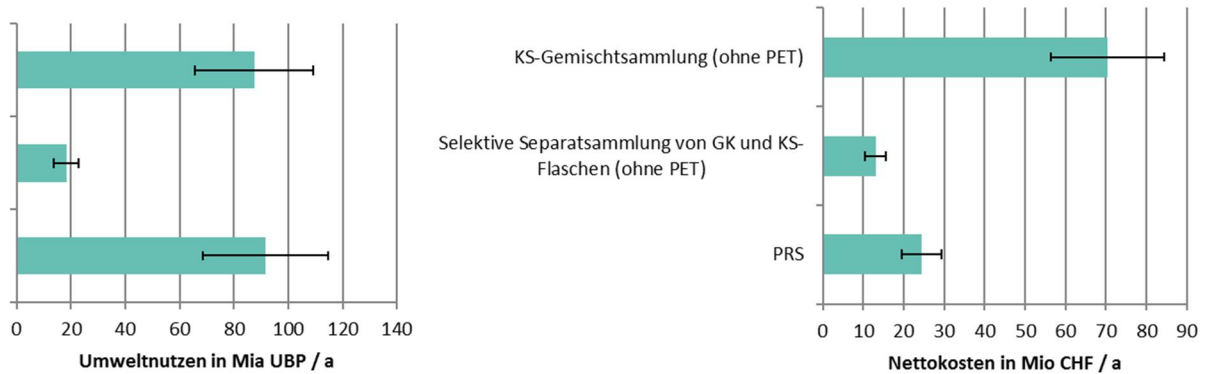 0 20 40 60 80 100 120 140
Umweltnutzen in Mia UBP / a
KS-Gemischtsammlung (ohne PET)
Selektive Separatsammlung von GK und KS-
Flaschen (ohne PET)
PRS
0 10 20 30 40 50 60 70 80 90
Nettokosten in Mio CHF / a